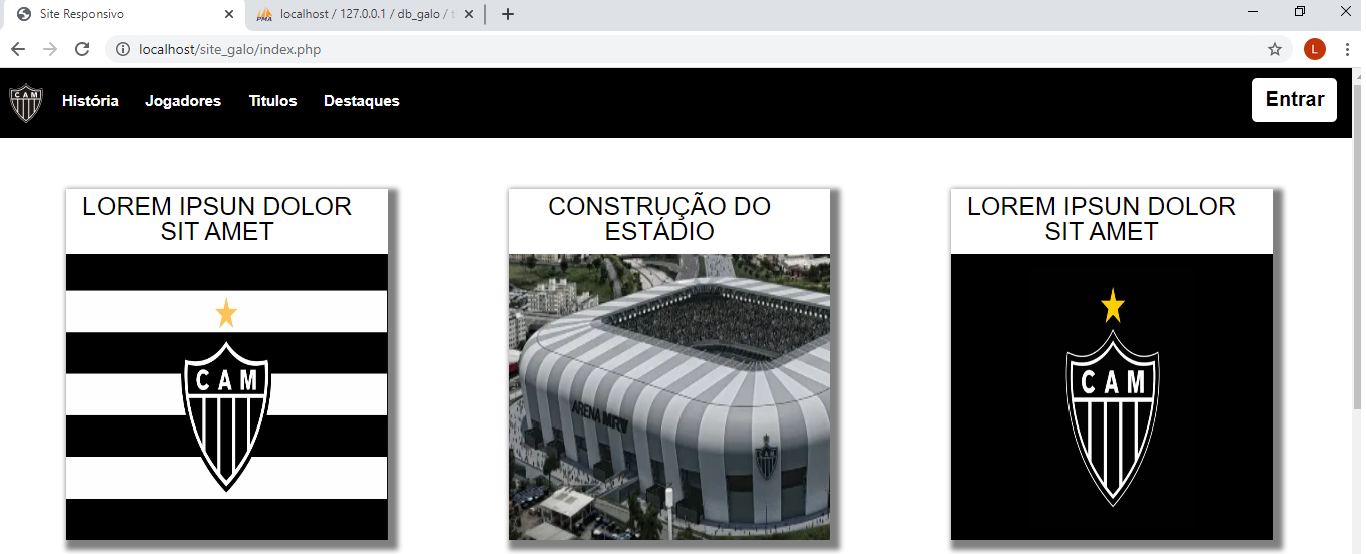 Site Responsivo
PMA localhost / 127.0.0.1 / db_galo /
localhost/site_galo/index.php
L
CAM
História Jogadores Titulos Destaques
Entrar
LOREM IPSUN DOLOR
SIT AMET
CAM
CONSTRUÇÃO DO
ESTÁDIO
ARENA MRV
LOREM IPSUN DOLOR
SIT AMET
CAM